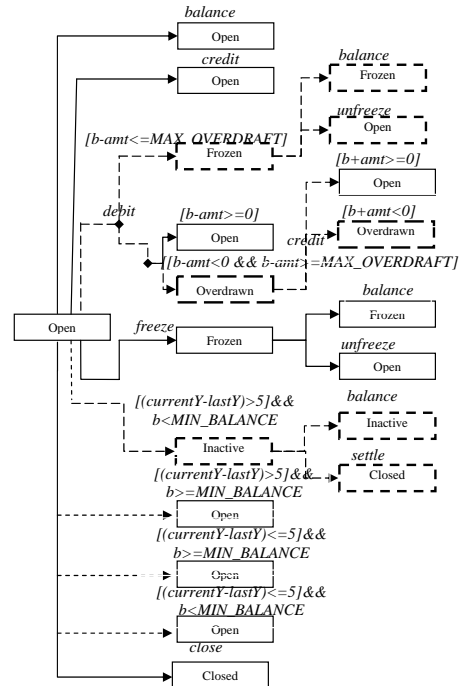 balance
Open
credit
Open
balance
Frozen
unfreeze
Open
[b-amt<=MAX_OVERDRAFT]
Frozen
[b+amt>=0]
Open
debit
[b-amt>=0]
Open
credit
[b+amt<0]
Overdrawn
[[b-amt<0 && b-amt>=MAX_OVERDRAFT]
Overdrawn
Open
freeze
Frozen
balance
Frozen
unfreeze
Open
[(currentY-lastY)>5]&&
b<MIN_BALANCE
Inactive
balance
Inactive
settle
Closed
[(currentY-lastY)>5]&&
b>=MIN_BALANCE
Open
[(currentY-lastY)<=5]&&
b>=MIN_BALANCE
Open
[(currentY-lastY)<=5]&&
b<MIN_BALANCE
Open
close
Closed